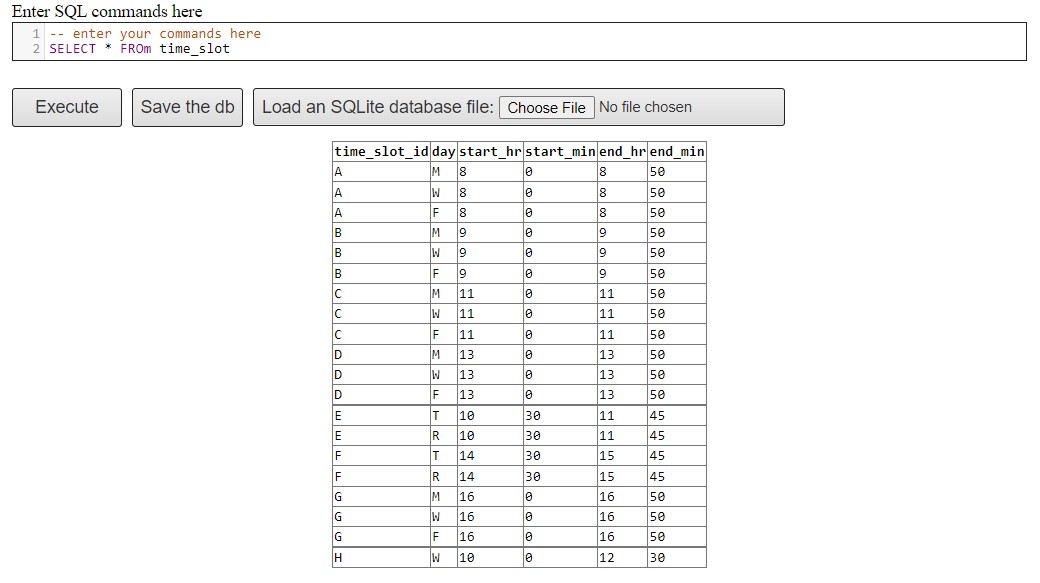 Enter SQL commands here
1 -- enter your commands here
2 SELECT * FROm time_slot
Execute Save the db Load an SQLite database file: Choose File No file chosen
time_slot_id day start_hr start_min end_hr end_min
A M 8 0 8 50
A W 8 0 8 50
A F 8 0 8 50
B M 9 0 9 50
B W 9 0 9 50
B F 9 0 9 50
C M 11 0 11 50
C W 11 0 11 50
C F 11 0 11 50
D M 13 0 13 50
D W 13 0 13 50
D F 13 0 13 50
E T 10 30 11 45
E R 10 30 11 45
F T 14 30 15 45
F R 14 30 15 45
G M 16 0 16 50
G W 16 0 16 50
G F 16 0 16 50
H W 10 0 12 30